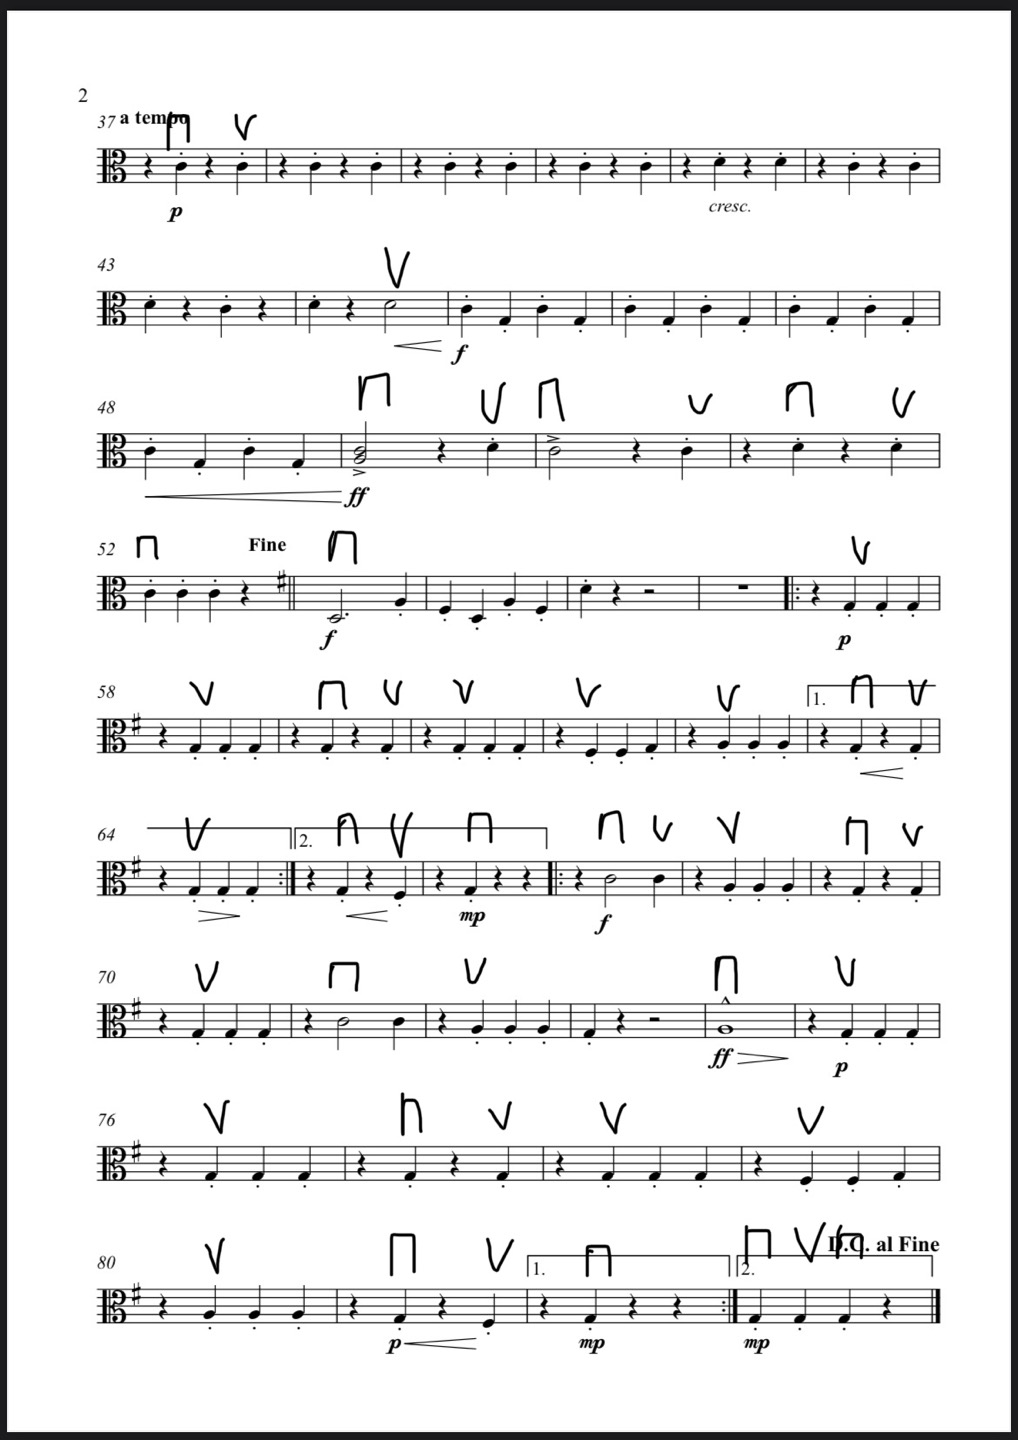 2
37 a tempo
p
cresc.
43
f
48
ff
52 Fine
f
p
58
1.
64
2.
mp
f
70
ff
p
76
80 D.C. al Fine
1.
2.
p
mp
mp